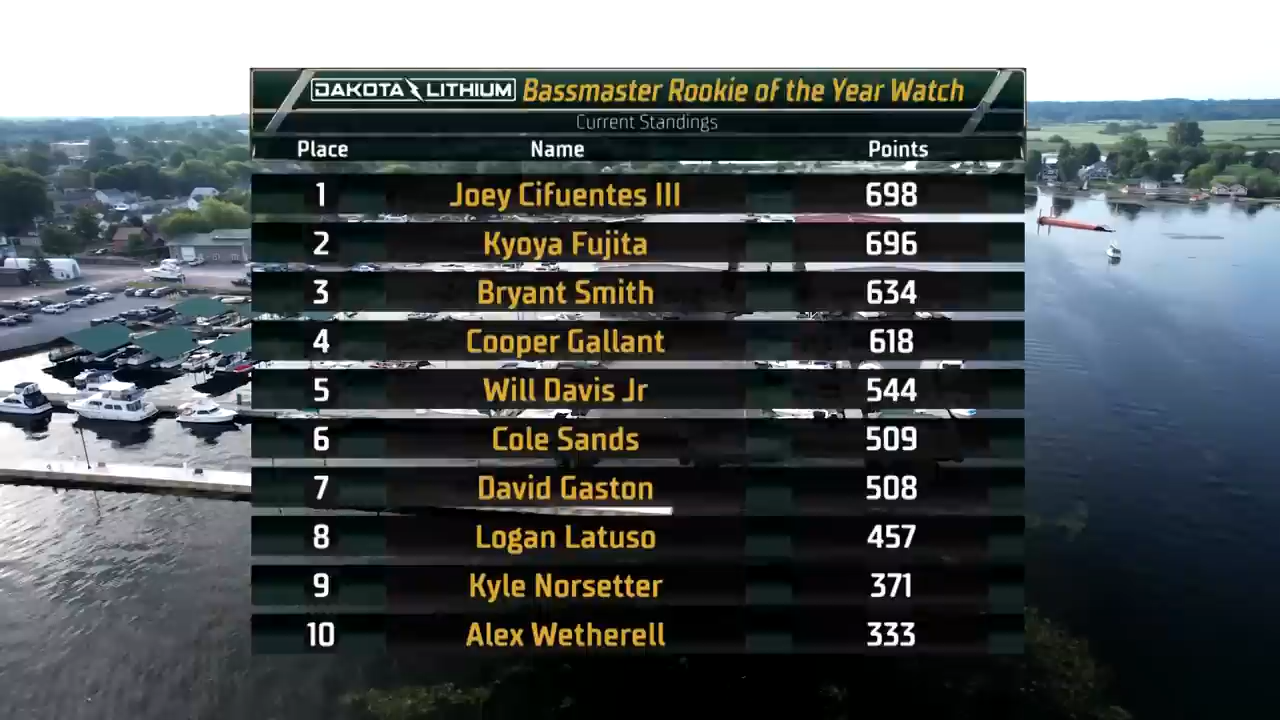 DAKOTA LITHIUM Bassmaster Rookie of the Year Watch
Current Standings
Place Name Points
1 Joey Cifuentes III 698
2 Kyoya Fujita 696
3 Bryant Smith 634
4 Cooper Gallant 618
5 Will Davis Jr 544
6 Cole Sands 509
7 David Gaston 508
8 Logan Latuso 457
9 Kyle Norsetter 371
10 Alex Wetherell 333